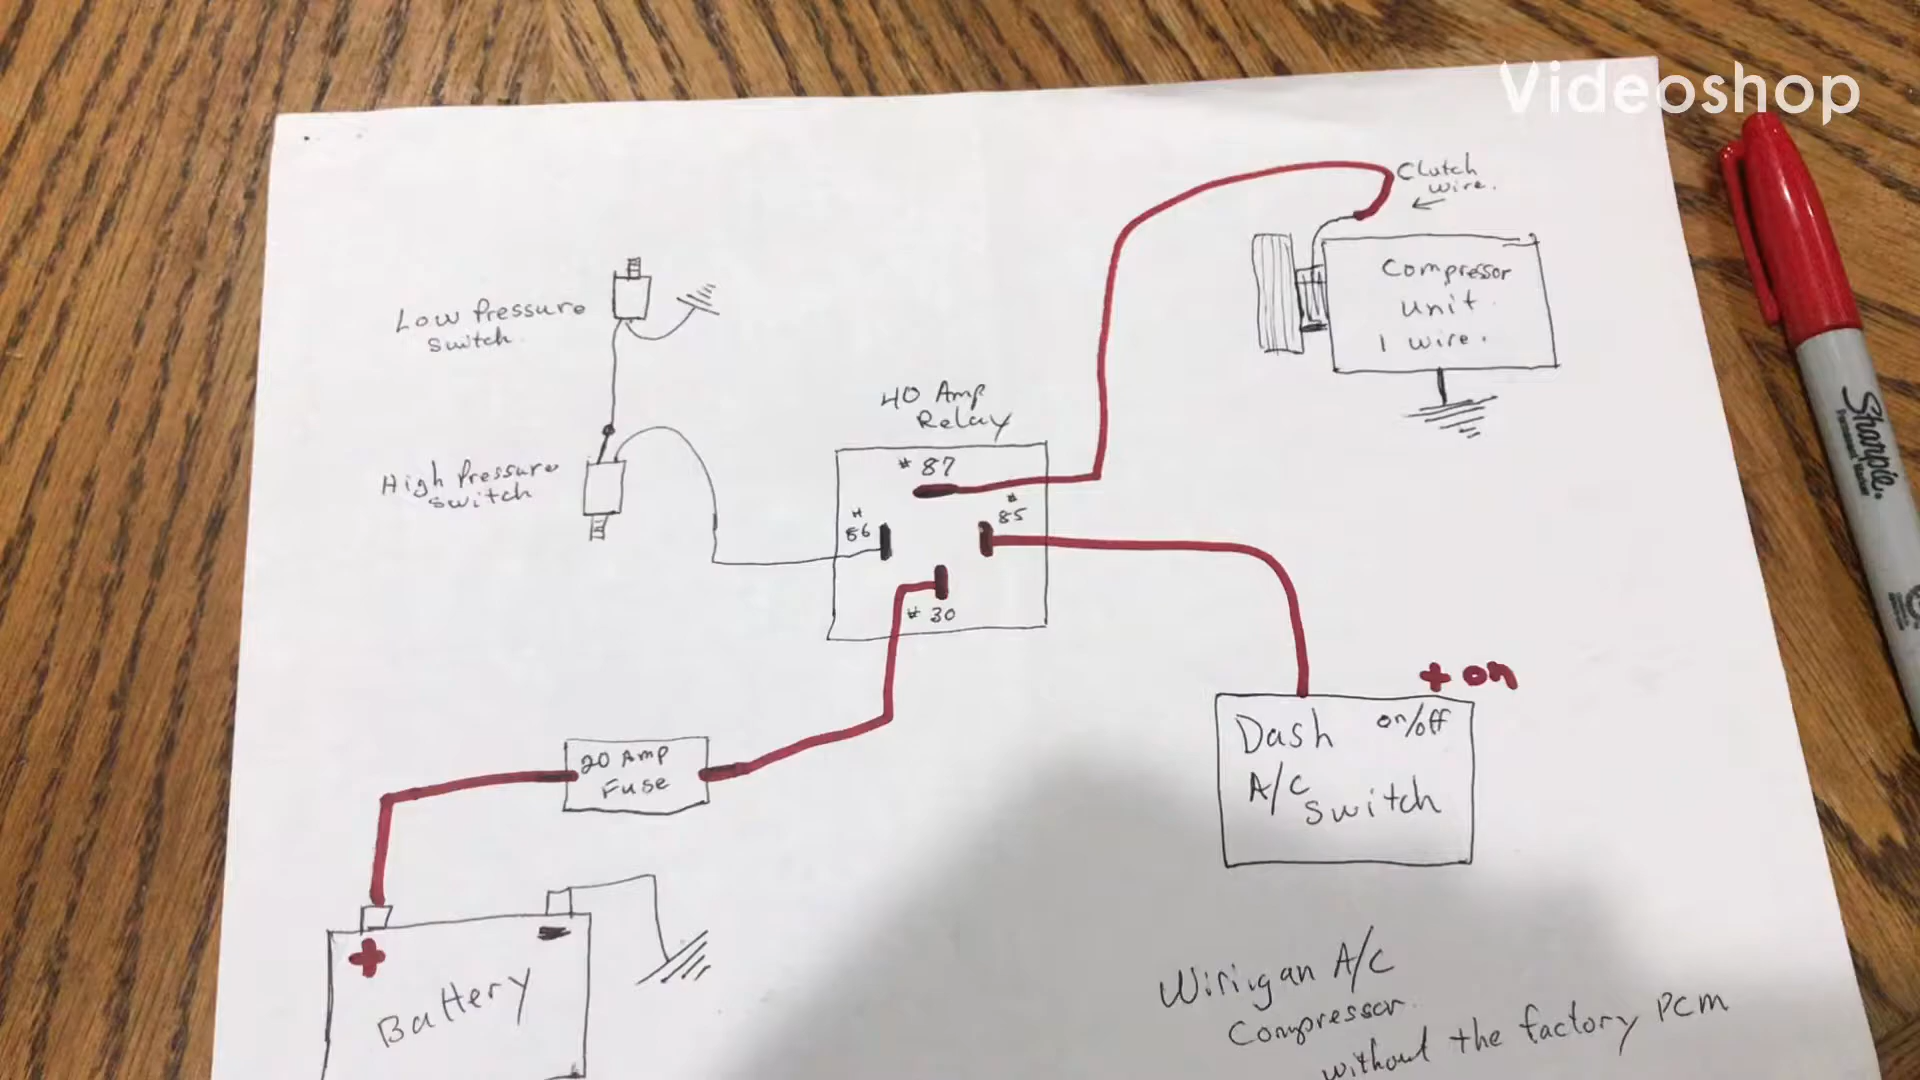 Videoshop
Clutch
wire.
Compressor
unit
1 wire.
Low Pressure
Switch
40 Amp
Relay
High Pressure
Switch
# 87
# 85
# 86
# 30
+ on
Dash on/off
A/C
Switch
20 Amp
Fuse
+ -
Battery
Wirigan A/C
Compressor
without the factory PCM
Sharpie